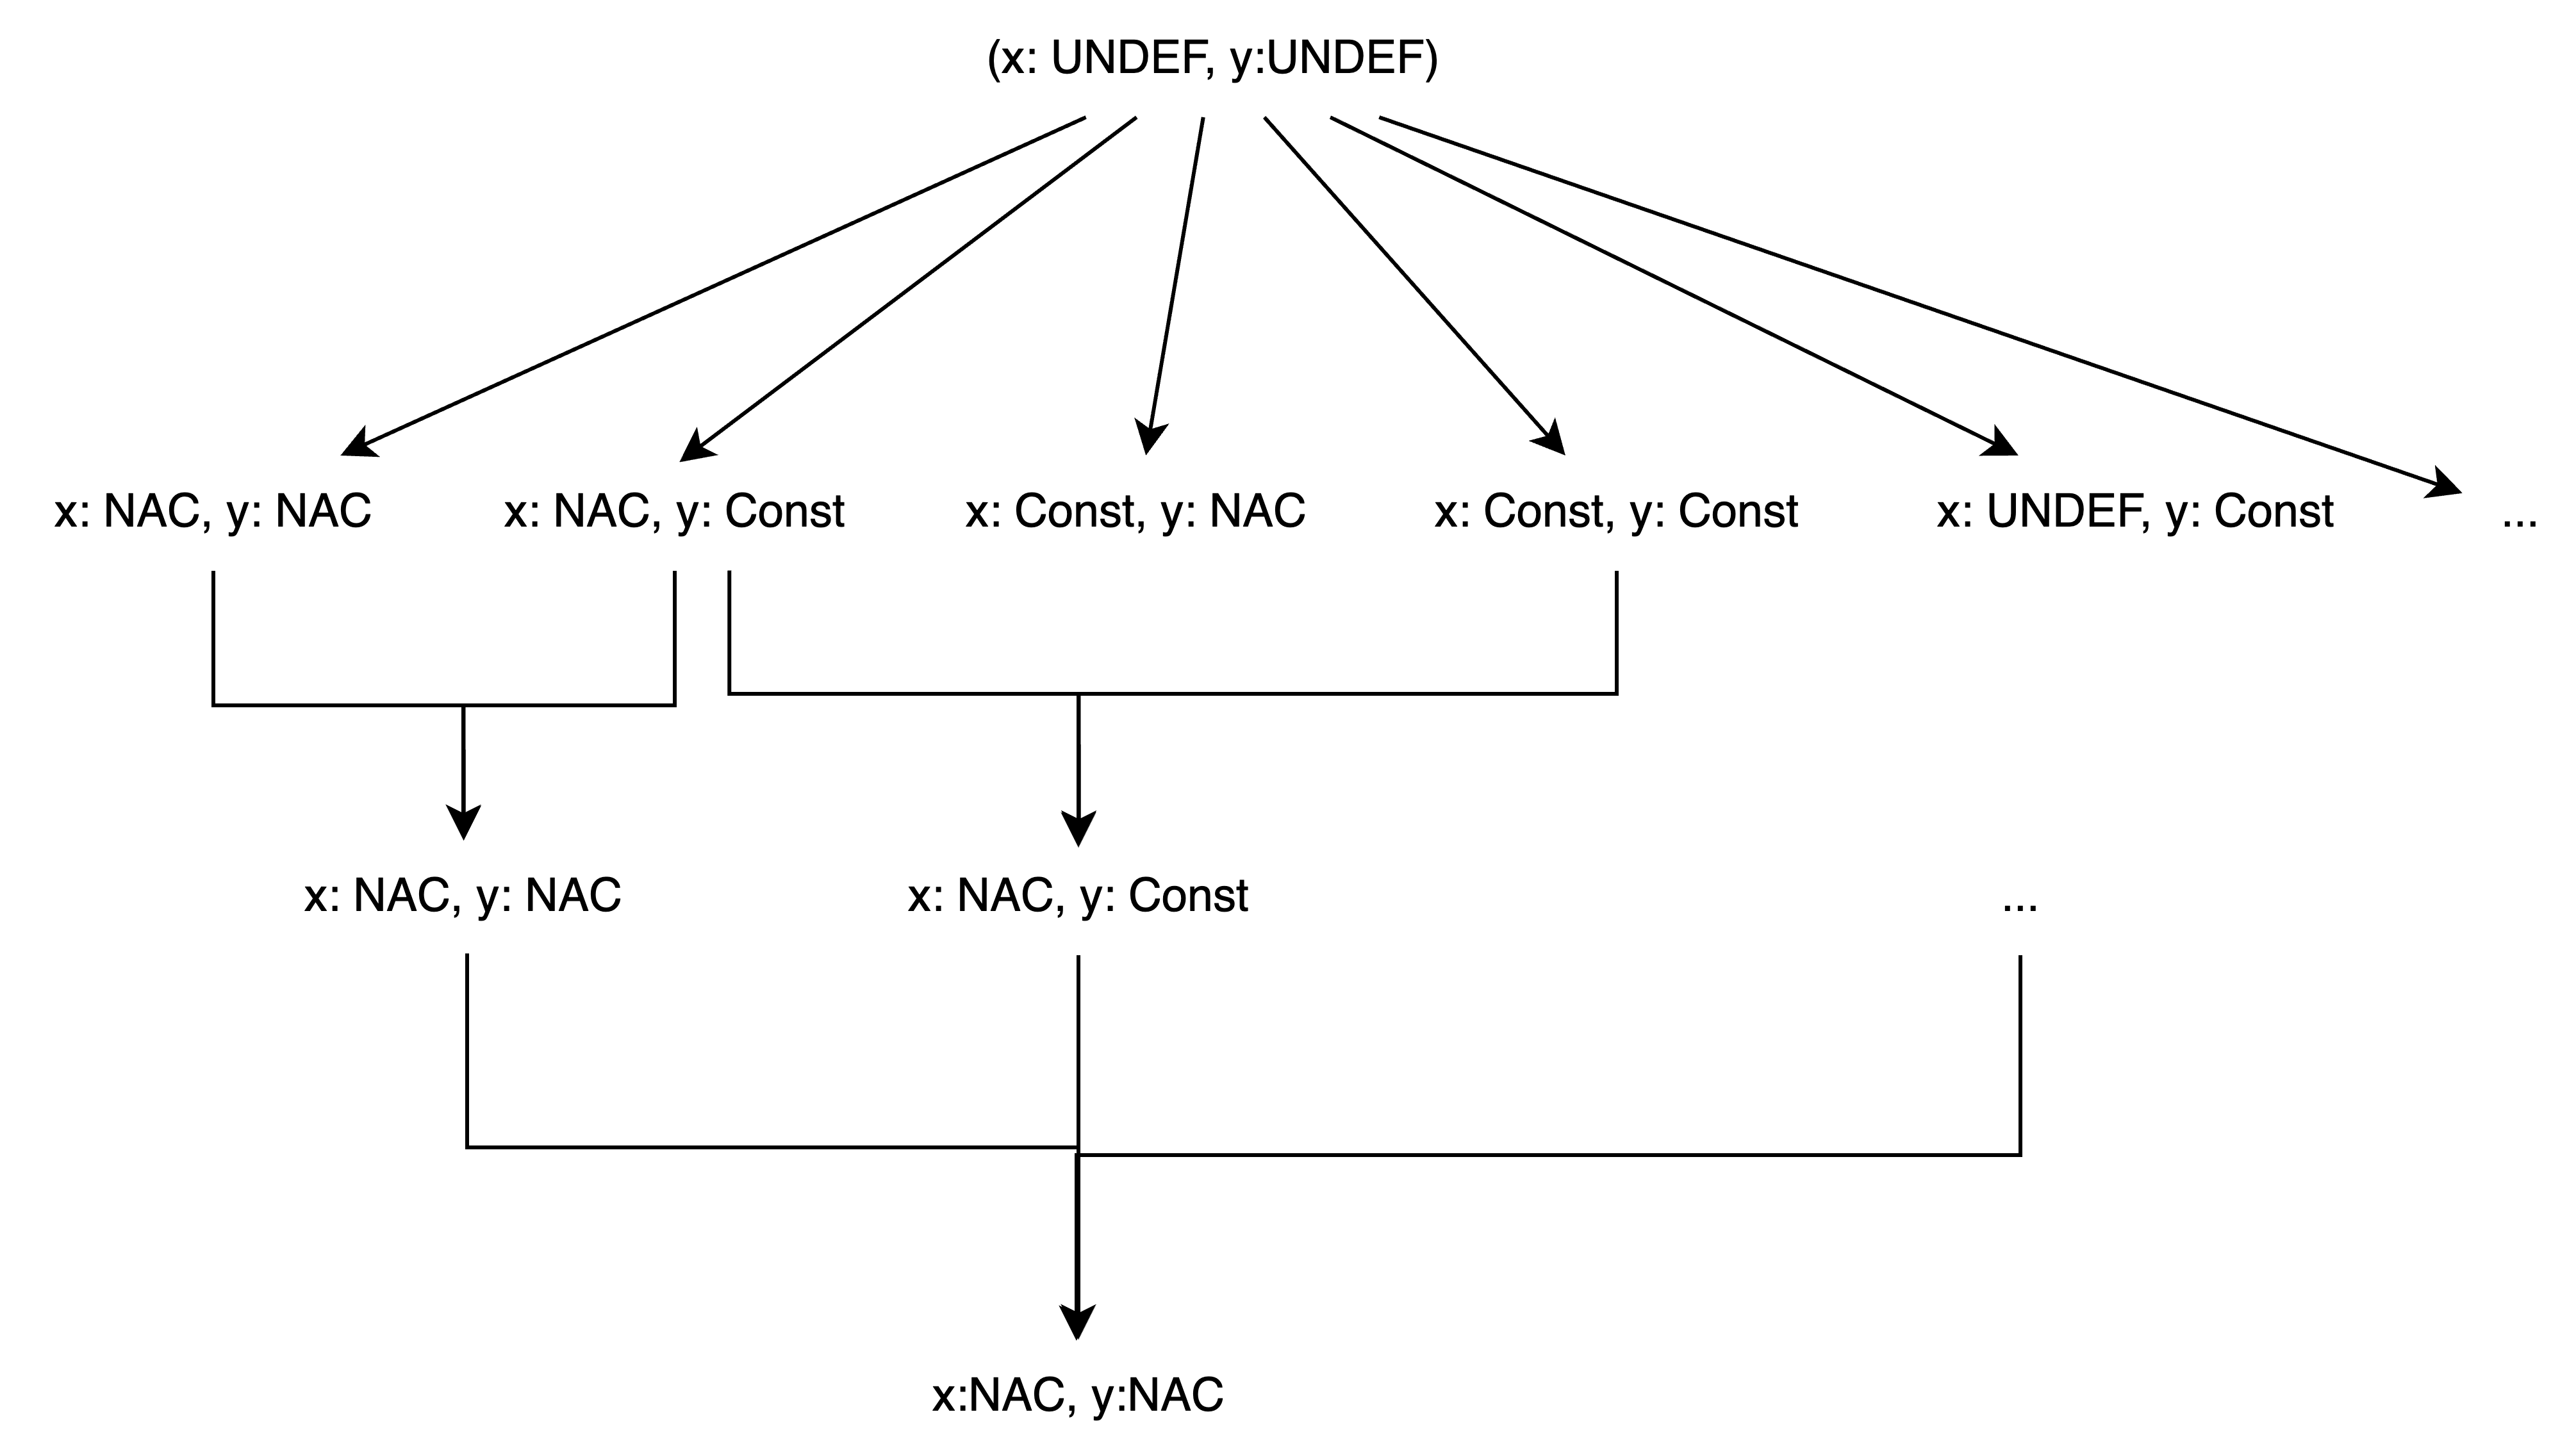 (x: UNDEF, y:UNDEF)
x: NAC, y: NAC
x: NAC, y: Const
x: Const, y: NAC
x: Const, y: Const
x: UNDEF, y: Const
...
x: NAC, y: NAC
x: NAC, y: Const
...
x:NAC, y:NAC